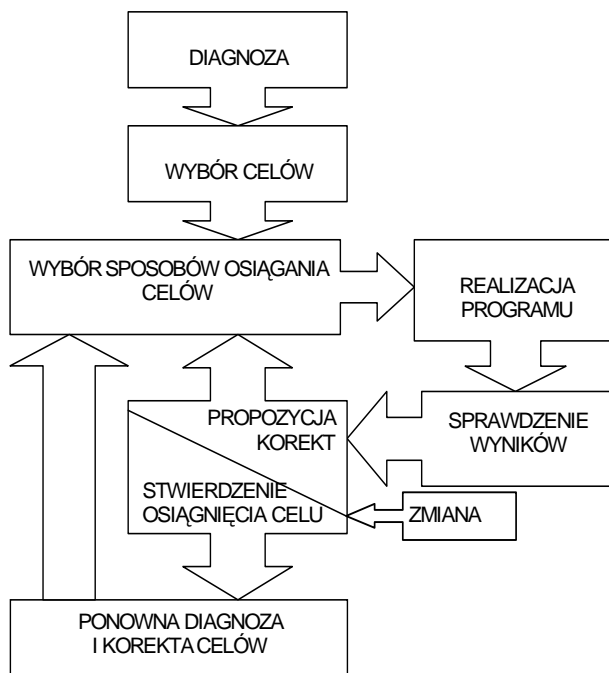 DIAGNOZA
WYBÓR CELÓW
WYBÓR SPOSOBÓW OSIĄGANIA
CELÓW
REALIZACJA
PROGRAMU
PROPOZYCJA
KOREKT
SPRAWDZENIE
WYNIKÓW
STWIERDZENIE
OSIĄGNIĘCIA CELU
ZMIANA
PONOWNA DIAGNOZA
I KOREKTA CELÓW